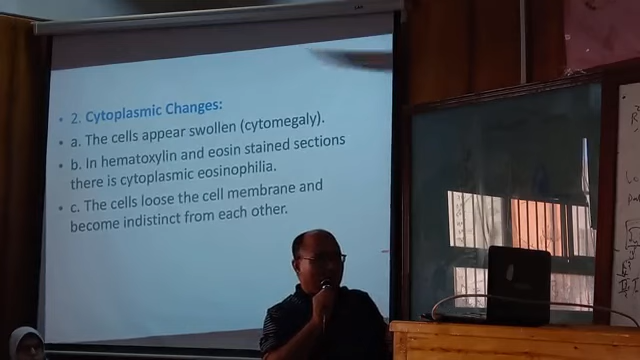 • 2. Cytoplasmic Changes:
• a. The cells appear swollen (cytomegaly).
• b. In hematoxylin and eosin stained sections
there is cytoplasmic eosinophilia.
• c. The cells loose the cell membrane and
become indistinct from each other.